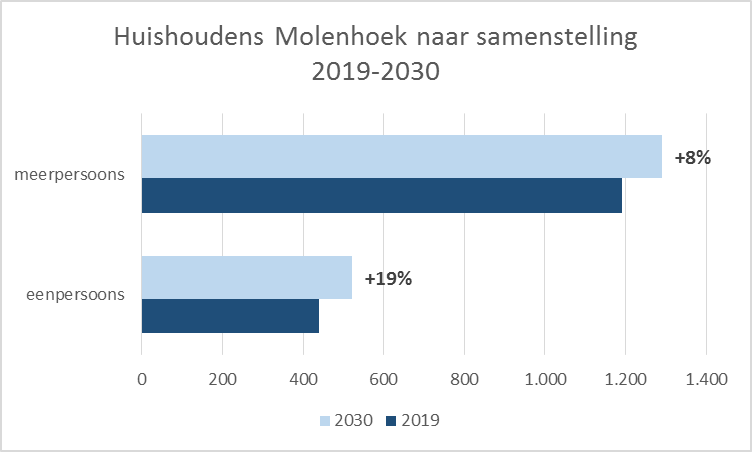 Huishoudens Molenhoek naar samenstelling
2019-2030
meerpersoons
+8%
eenpersoons
+19%
0 200 400 600 800 1.000 1.200 1.400
2030 2019